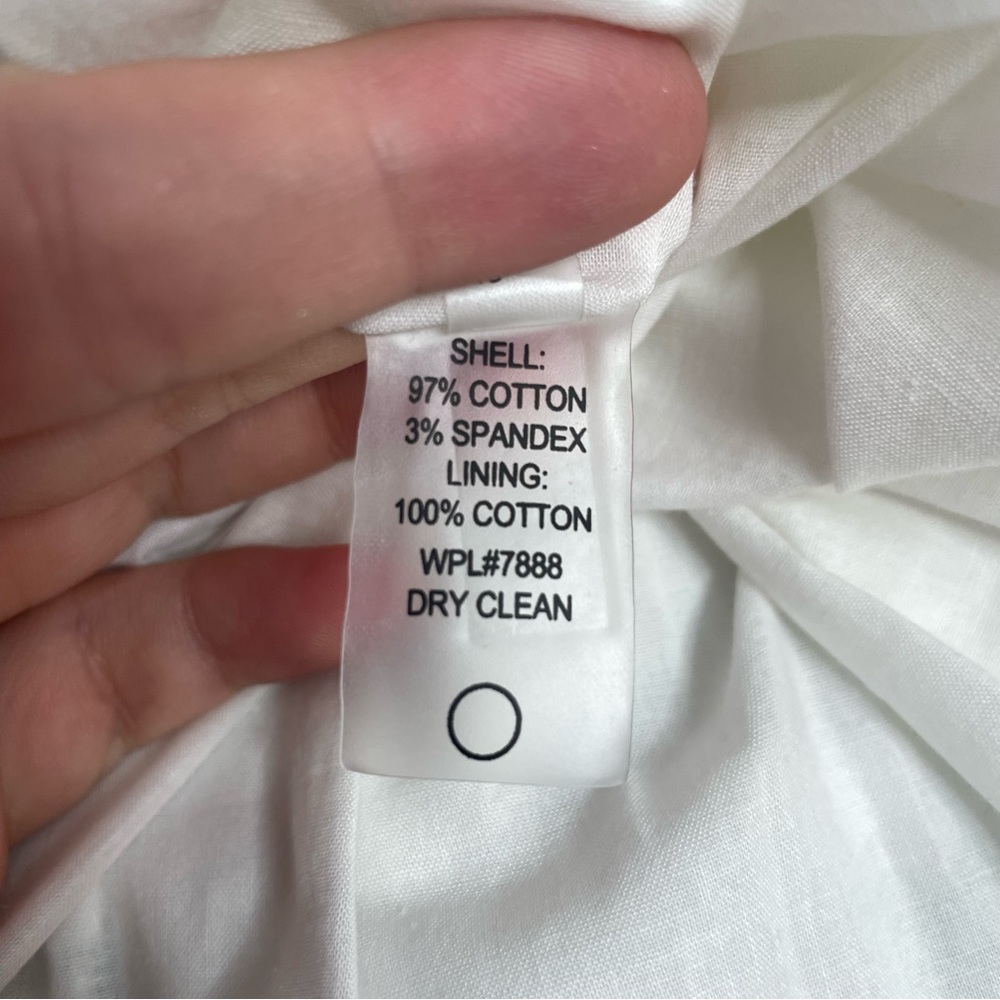 SHELL:
97% COTTON
3% SPANDEX
LINING:
100% COTTON
WPL#7888
DRY CLEAN